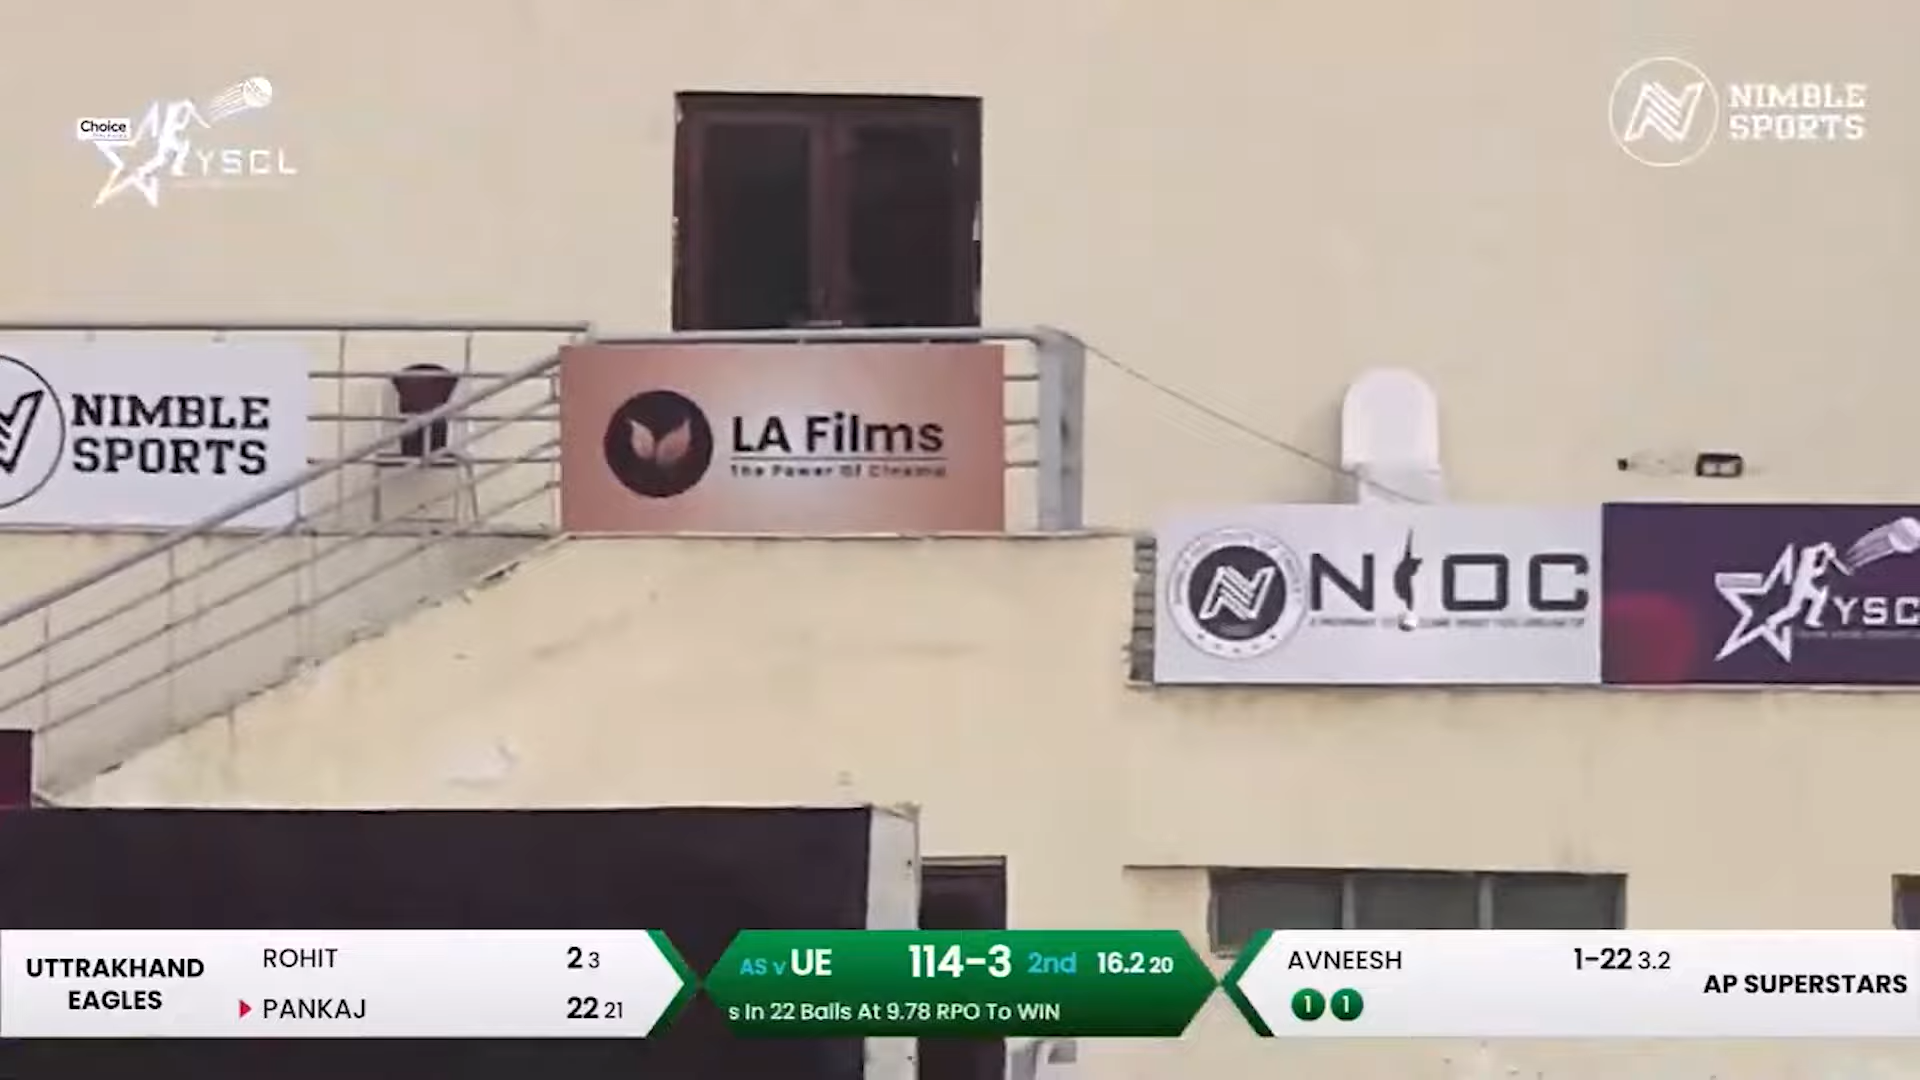 Choice
YSCL
NIMBLE
SPORTS
NIMBLE
SPORTS
LA Films
The Power Of Cinema
NIOC
YSC
UTTRAKHAND
EAGLES
ROHIT 2 3
PANKAJ 22 21
AS v UE 114-3 2nd 16.2 20
s In 22 Balls At 9.78 RPO To WIN
AVNEESH 1-22 3.2
1 1
AP SUPERSTARS